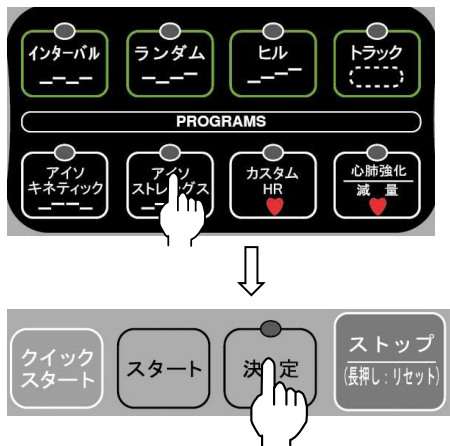 インターバル
ランダム
ヒル
トラック
PROGRAMS
アイソ
キネティック
アイソ
ストレングス
カスタム
HR
心肺強化
減 量
クイック
スタート
スタート
決 定
ストップ
(長押し:リセット)